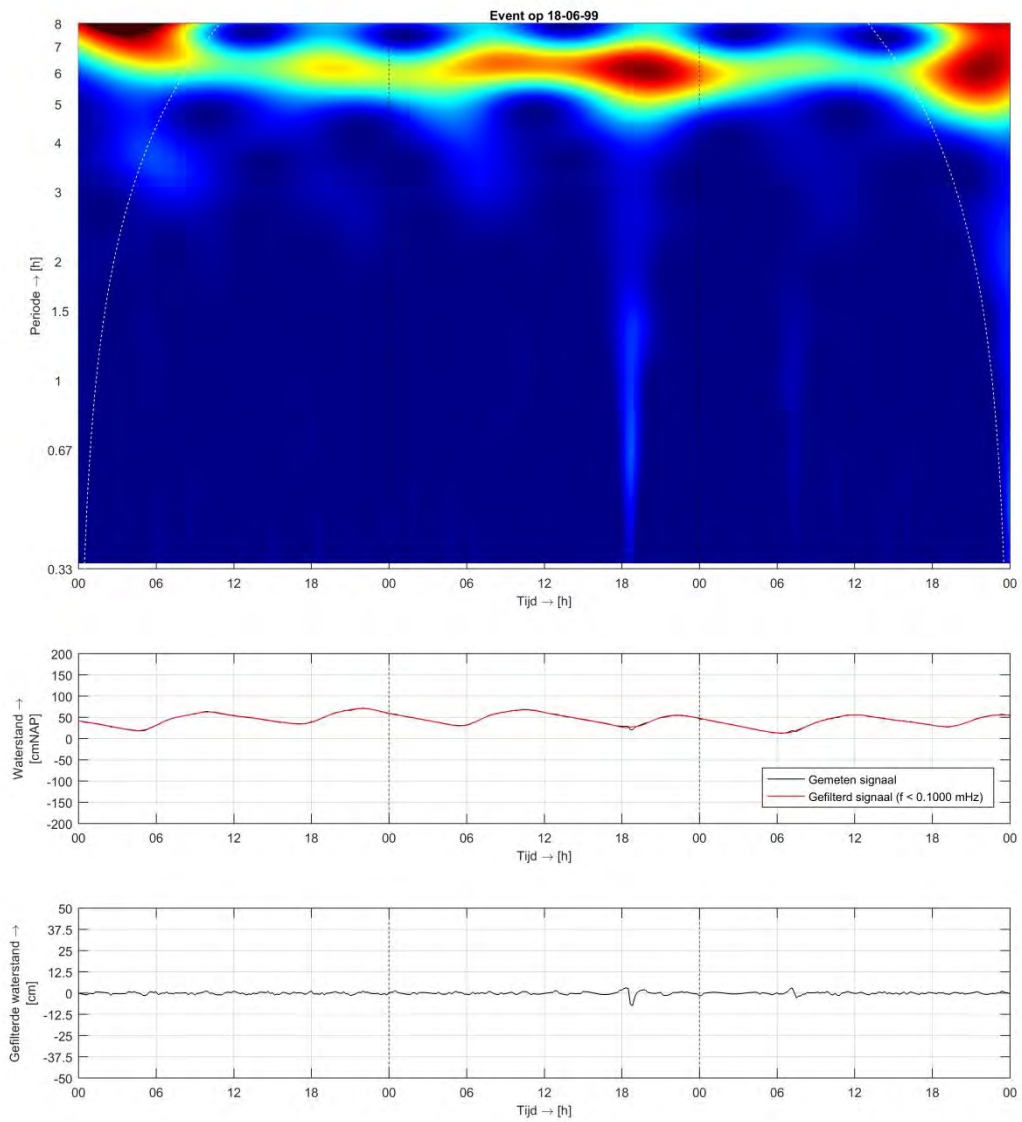 Event op 18-06-99
8
7
6
5
4
3
2
1.5
1
0.67
0.33
Periode → [h]
00 06 12 18 00 06 12 18 00 06 12 18 00
Tijd → [h]
200
150
100
50
0
-50
-100
-150
-200
Waterstand →
[cmNAP]
Gemeten signaal
Gefilterd signaal (f < 0.1000 mHz)
00 06 12 18 00 06 12 18 00 06 12 18 00
Tijd → [h]
50
37.5
25
12.5
0
-12.5
-25
-37.5
-50
Gefilterde waterstand →
[cm]
00 06 12 18 00 06 12 18 00 06 12 18 00
Tijd → [h]